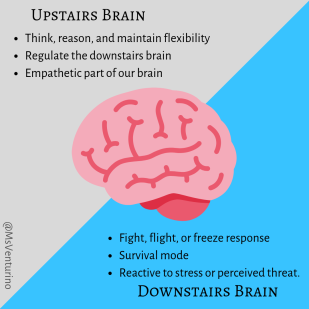 Upstairs Brain
• Think, reason, and maintain flexibility
• Regulate the downstairs brain
• Empathetic part of our brain
@MsVenturino
• Fight, flight, or freeze response
• Survival mode
• Reactive to stress or perceived threat.
Downstairs Brain